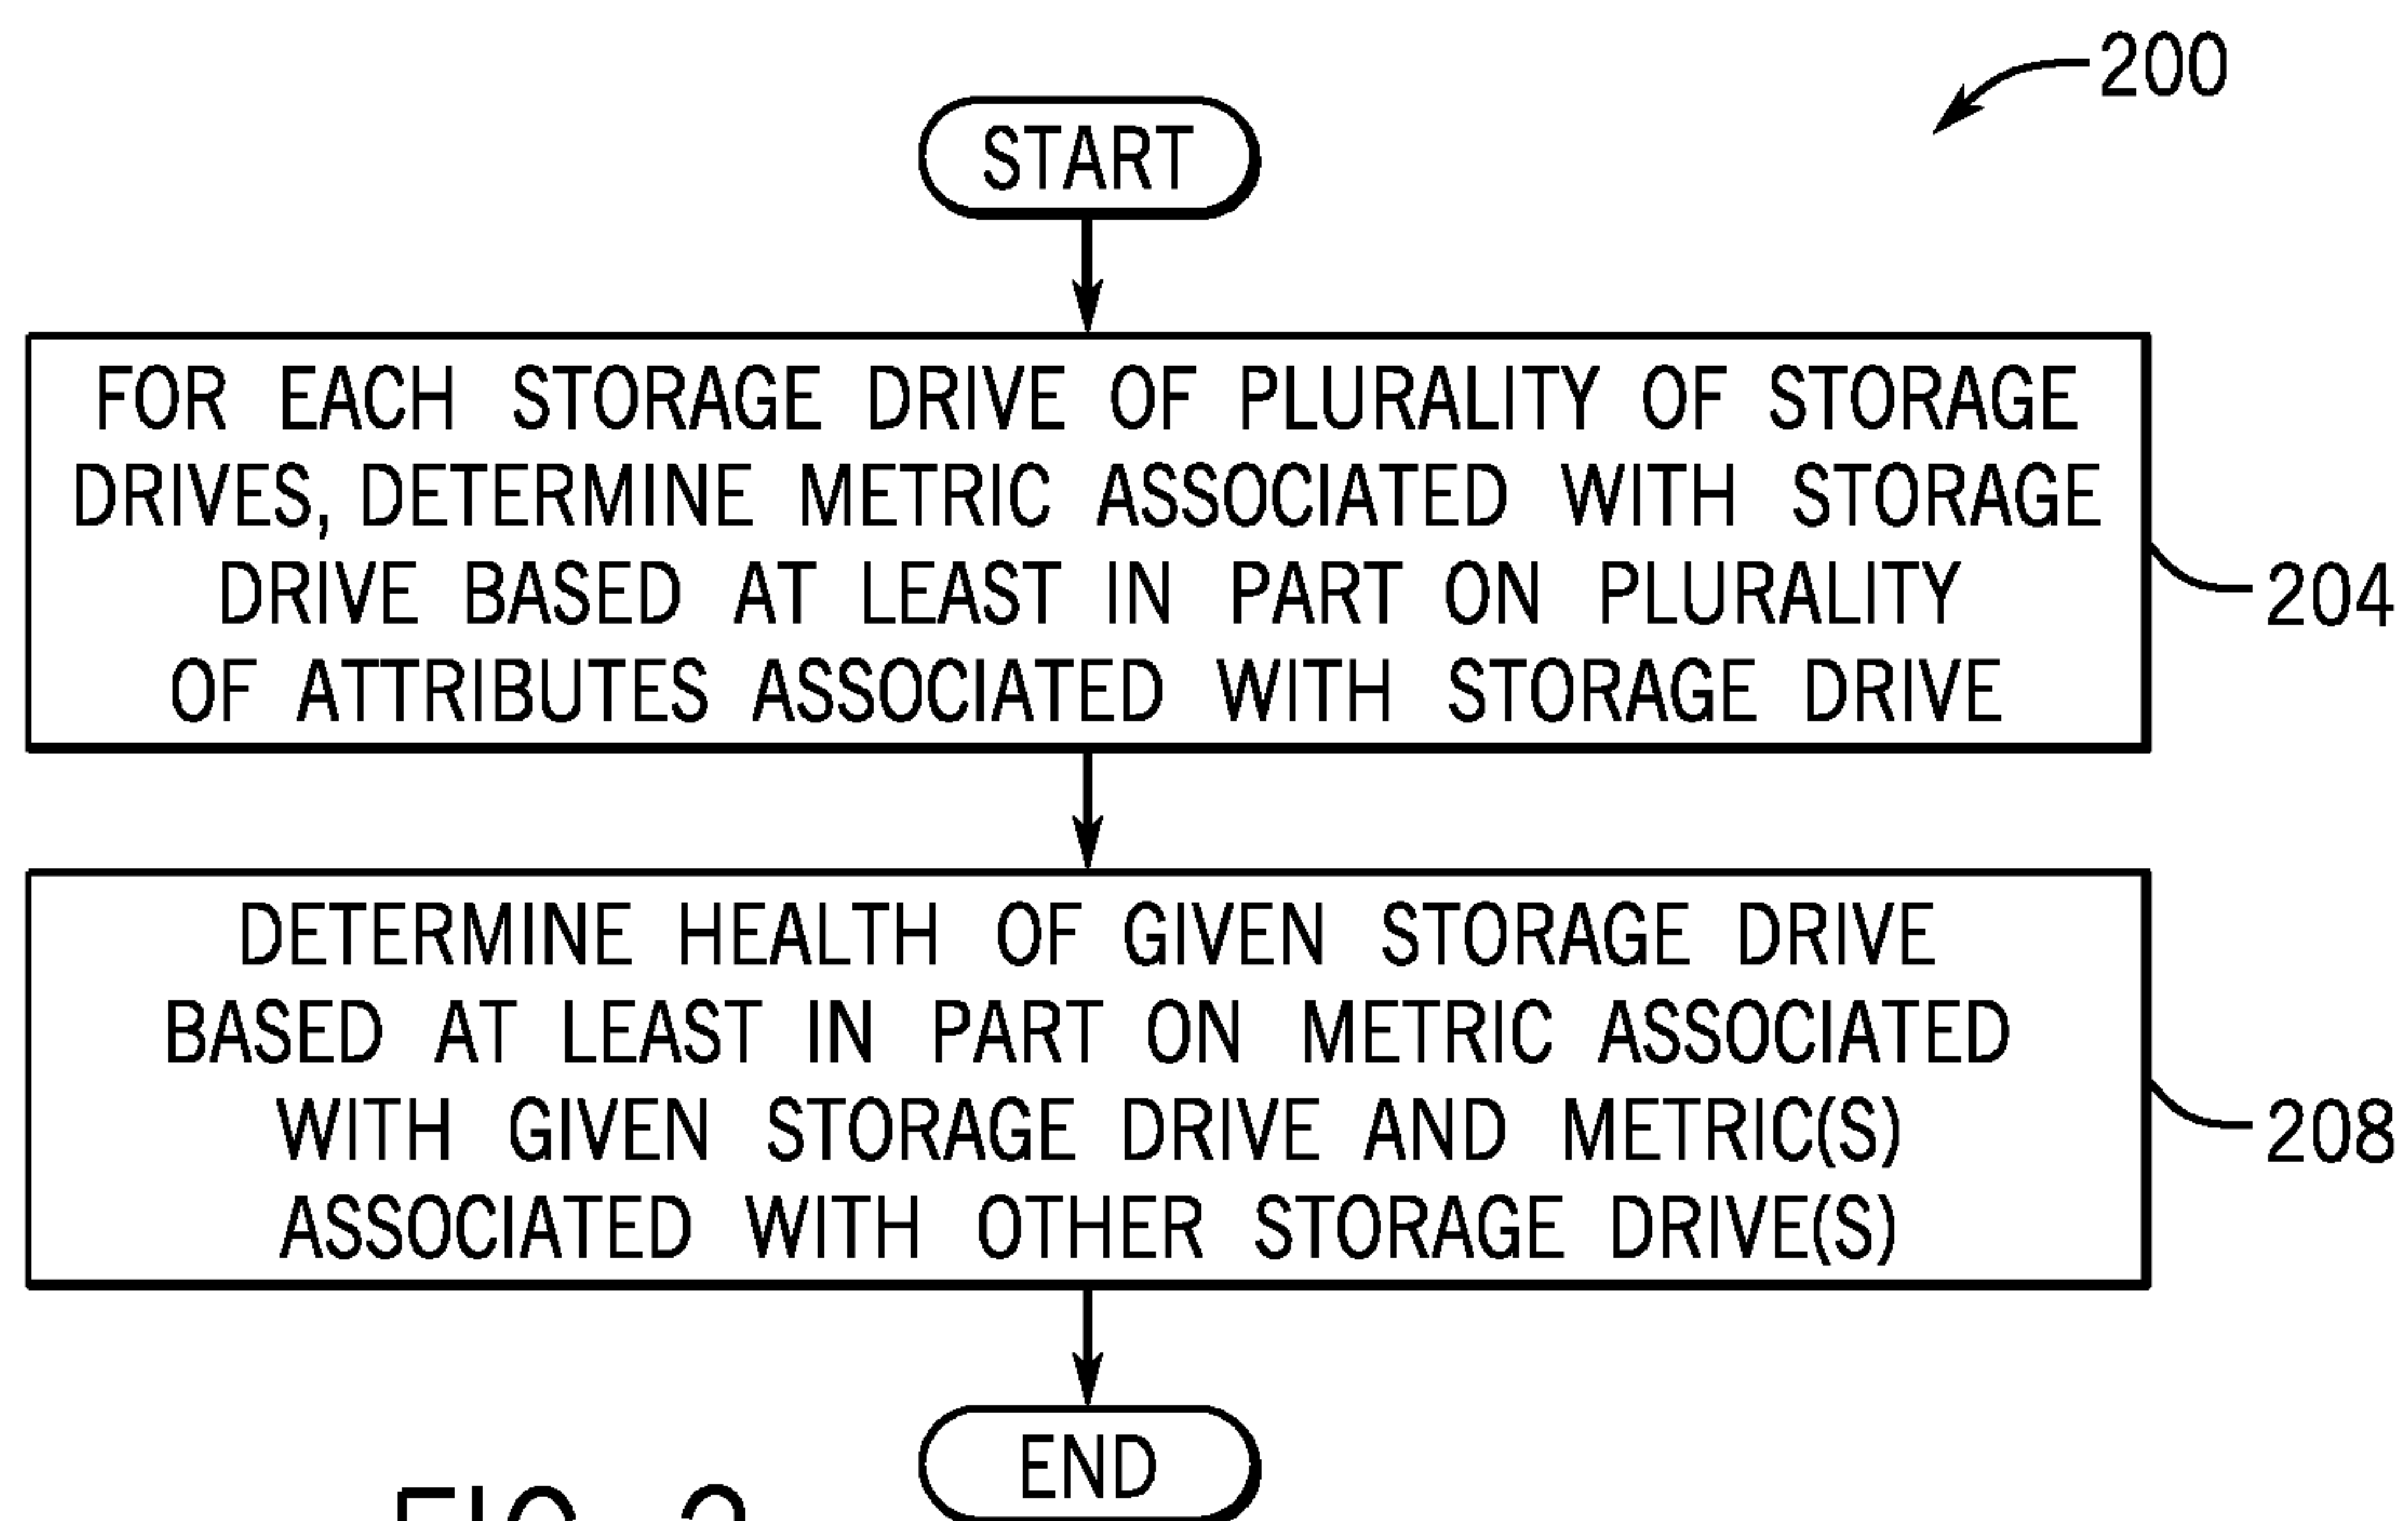 200
START
FOR EACH STORAGE DRIVE OF PLURALITY OF STORAGE
DRIVES, DETERMINE METRIC ASSOCIATED WITH STORAGE
DRIVE BASED AT LEAST IN PART ON PLURALITY
OF ATTRIBUTES ASSOCIATED WITH STORAGE DRIVE
204
DETERMINE HEALTH OF GIVEN STORAGE DRIVE
BASED AT LEAST IN PART ON METRIC ASSOCIATED
WITH GIVEN STORAGE DRIVE AND METRIC(S)
ASSOCIATED WITH OTHER STORAGE DRIVE(S)
208
END